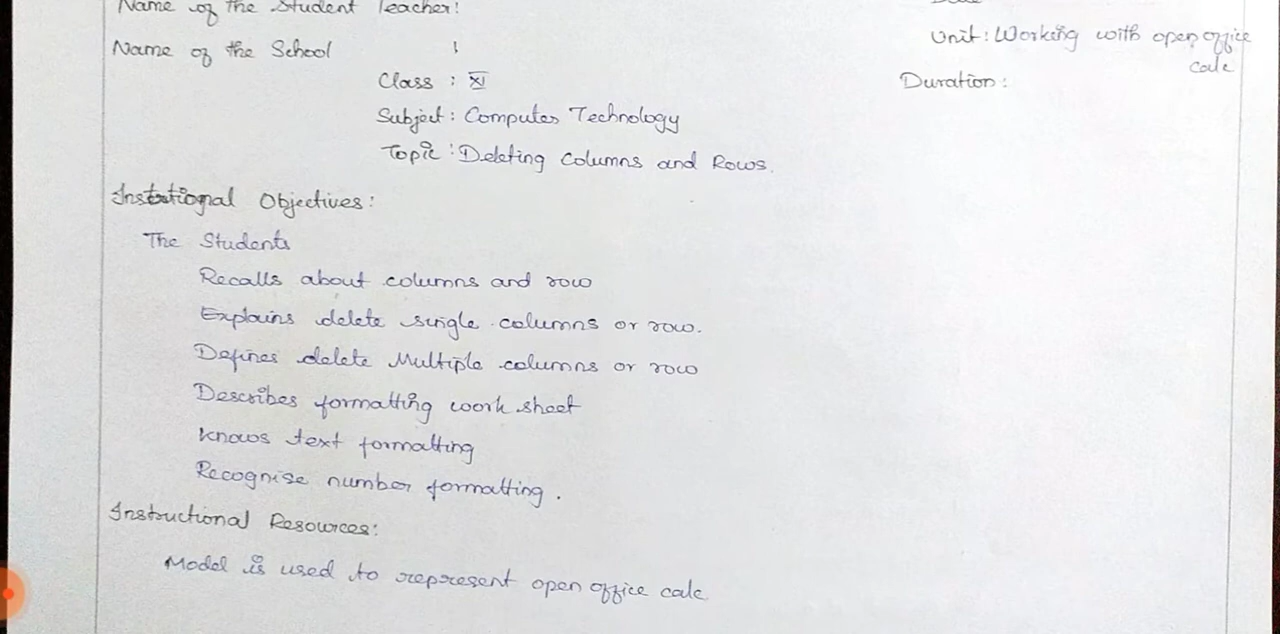 Name of the Student Teacher:
Name of the School :
Unit: Working with open office
calc
Class : XI
Duration:
Subject: Computer Technology
Topic: Deleting Columns and Rows.
Objectives:
The Students
Recalls about columns and row
Explains delete single columns or row.
Defines delete Multiple columns or row
Describes formatting work sheet
Knows text formatting
Recognise number formatting.
Instructional Resources:
Model is used to represent open office calc